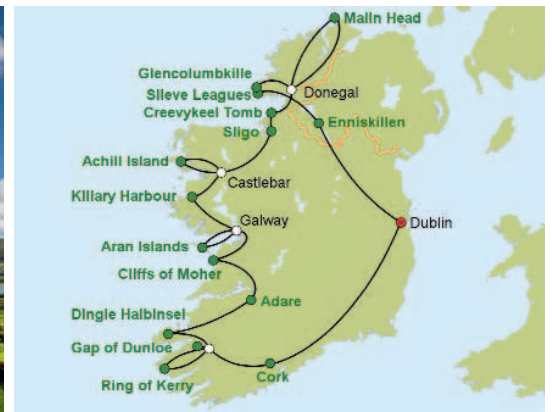 Malin Head
Glencolumbkille
Donegal
Slieve Leagues
Creevykeel Tomb
Enniskillen
Sligo
Achill Island
Castlebar
Killary Harbour
Galway
Dublin
Aran Islands
Cliffs of Moher
Adare
Dingle Halbinsel
Gap of Dunloe
Ring of Kerry
Cork